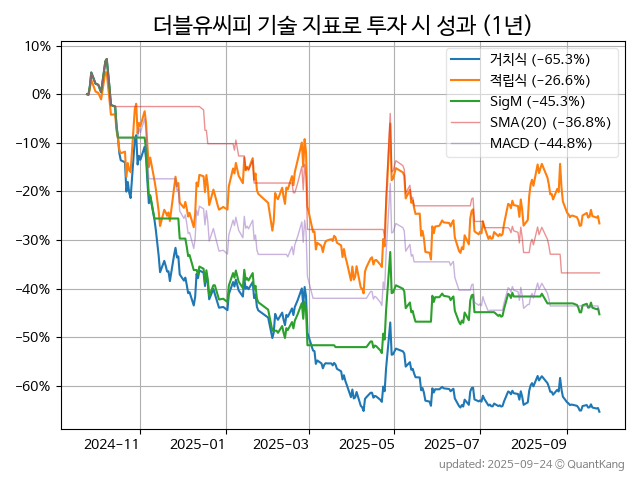 더블유씨피 기술 지표로 투자 시 성과 (1년)
10%
0%
−10%
−20%
−30%
−40%
−50%
−60%
거치식 (−65.3%)
적립식 (−26.6%)
SigM (−45.3%)
SMA(20) (−36.8%)
MACD (−44.8%)
2024-11
2025-01
2025-03
2025-05
2025-07
2025-09
updated: 2025-09-24 © QuantKang